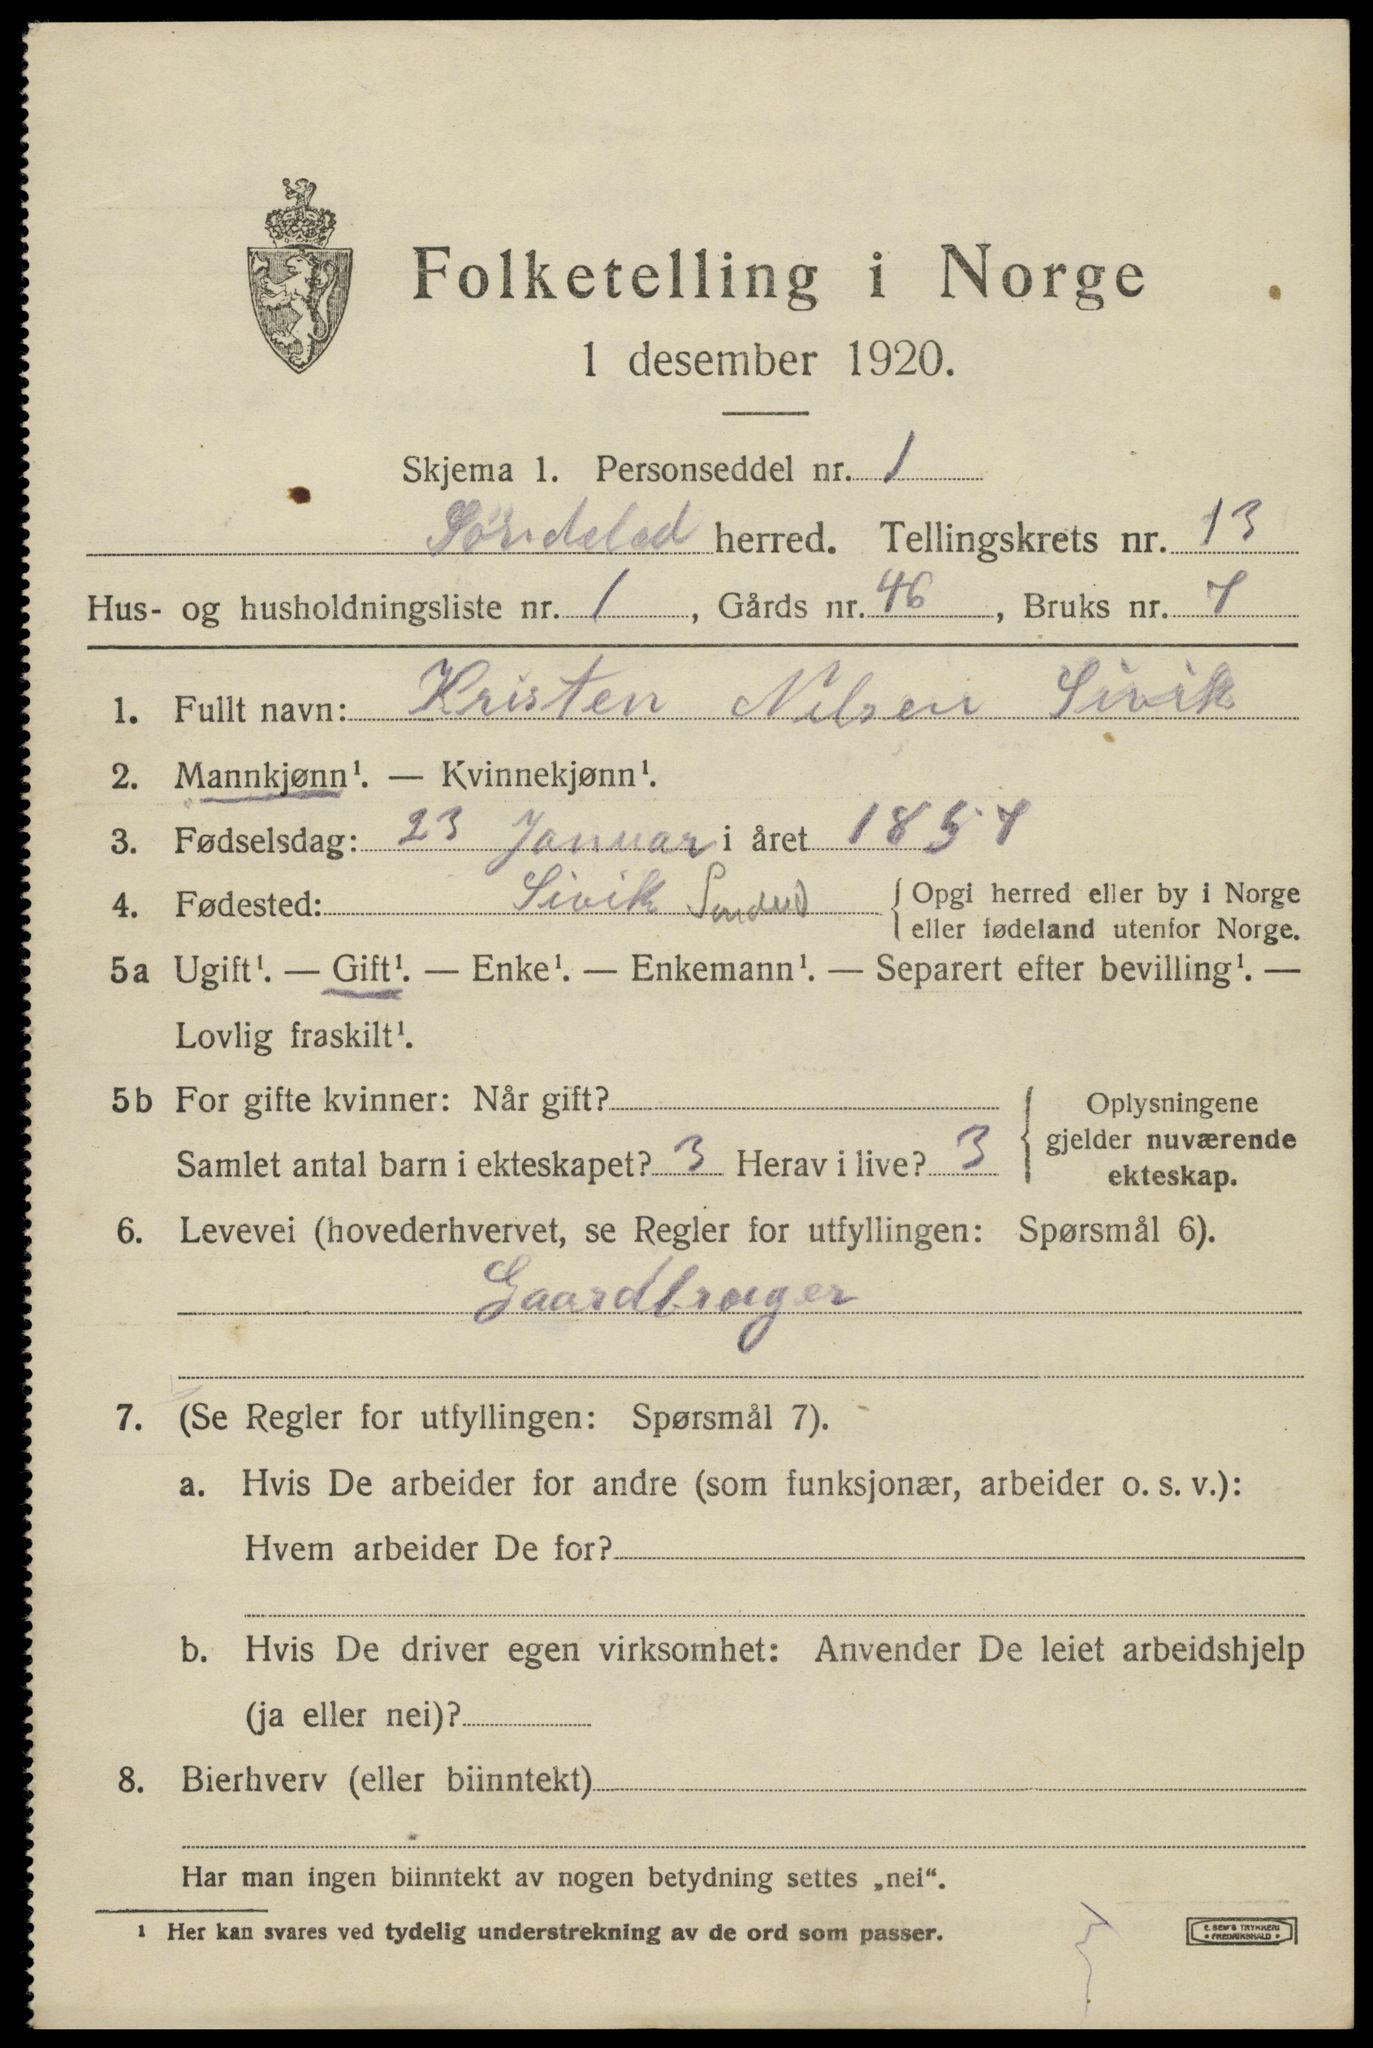 Folketelling i Norge
1 desember 1920.
Skjema 1. Personseddel nr. 1
Søndeled herred. Tellingskrets nr. 13
Hus- og husholdningsliste nr. 1, Gårds nr. 46, Bruks nr. 7
1. Fullt navn: Kristen Nilsen Sivik
2. Mannkjønn¹. — Kvinnekjønn¹.
3. Fødselsdag: 23 Januar i året 1857
4. Fødested: Sivik
{ Opgi herred eller by i Norge
eller fødeland utenfor Norge.
5a Ugift¹. — Gift¹. — Enke¹. — Enkemann¹. — Separert efter bevilling¹. —
Lovlig fraskilt¹.
5b For gifte kvinner: Når gift?
Samlet antal barn i ekteskapet? 3 Herav i live? 3
{ Oplysningene
gjelder nuværende
ekteskap.
6. Levevei (hovederhvervet, se Regler for utfyllingen: Spørsmål 6).
Gaardbruger
7. (Se Regler for utfyllingen: Spørsmål 7).
a. Hvis De arbeider for andre (som funksjonær, arbeider o. s. v.):
Hvem arbeider De for?
b. Hvis De driver egen virksomhet: Anvender De leiet arbeidshjelp
(ja eller nei)?
8. Bierhverv (eller biinntekt)
Har man ingen biinntekt av nogen betydning settes „nei“.
¹ Her kan svares ved tydelig understrekning av de ord som passer.
E. SEM'S TRYKKERI
• FREDRIKSHALD •